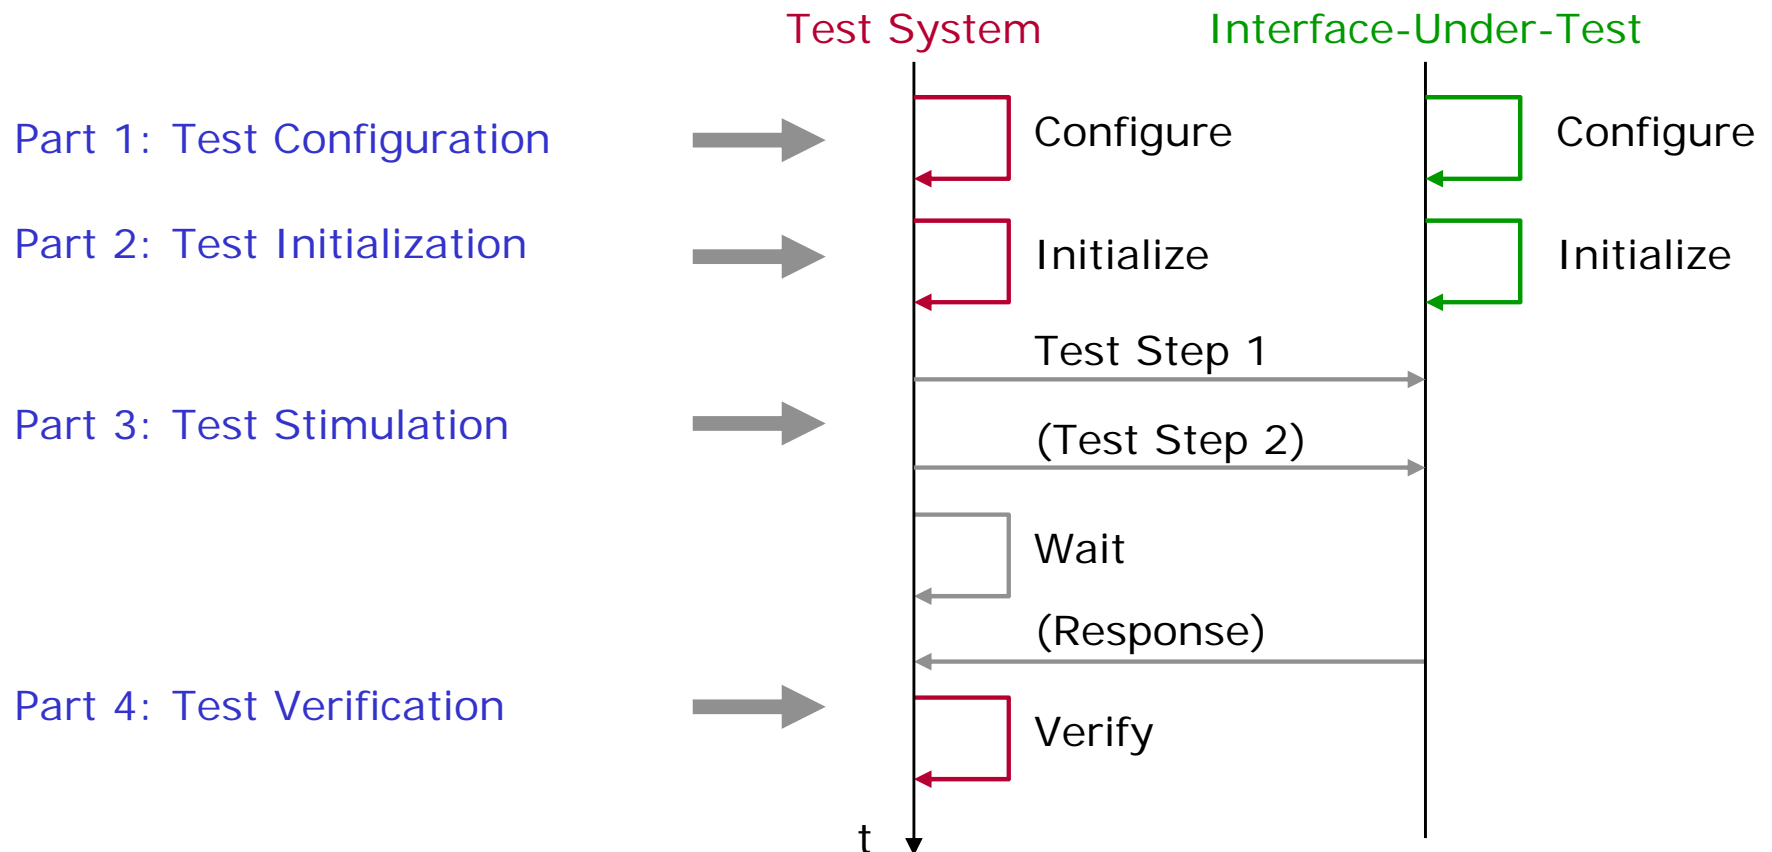 Test System
Interface-Under-Test
Part 1: Test Configuration
Configure
Configure
Part 2: Test Initialization
Initialize
Initialize
Test Step 1
Part 3: Test Stimulation
(Test Step 2)
Wait
(Response)
Part 4: Test Verification
Verify
t